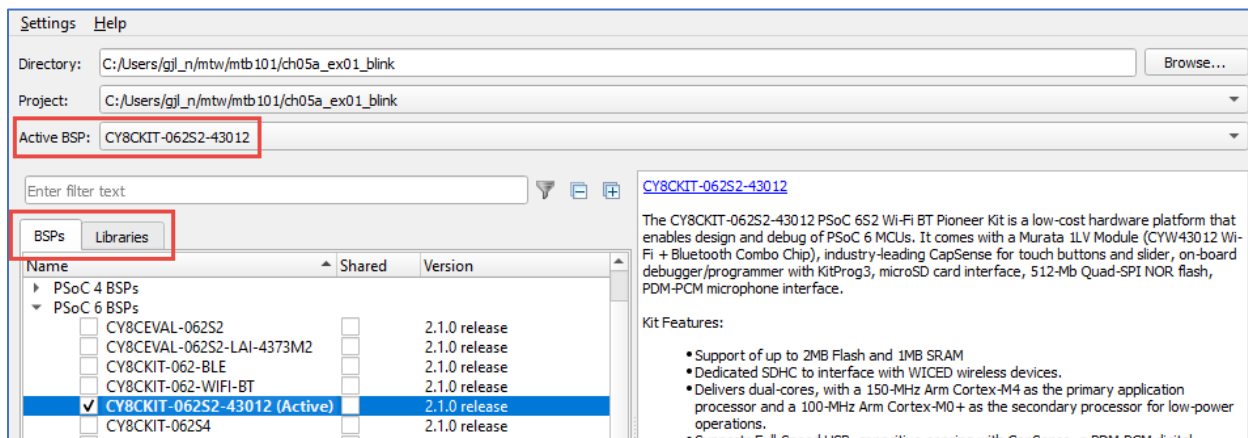 Settings Help
Directory: C:/Users/gjl_n/mtw/mtb101/ch05a_ex01_blink Browse...
Project: C:/Users/gjl_n/mtw/mtb101/ch05a_ex01_blink
Active BSP: CY8CKIT-062S2-43012
Enter filter text
BSPs Libraries
Name Shared Version
PSoC 4 BSPs
PSoC 6 BSPs
CY8CEVAL-062S2 2.1.0 release
CY8CEVAL-062S2-LAI-4373M2 2.1.0 release
CY8CKIT-062-BLE 2.1.0 release
CY8CKIT-062-WIFI-BT 2.1.0 release
CY8CKIT-062S2-43012 (Active) 2.1.0 release
CY8CKIT-062S4 2.1.0 release
CY8CKIT-062S2-43012
The CY8CKIT-062S2-43012 PSoC 6S2 Wi-Fi BT Pioneer Kit is a low-cost hardware platform that
enables design and debug of PSoC 6 MCUs. It comes with a Murata 1LV Module (CYW43012 Wi-
Fi + Bluetooth Combo Chip), industry-leading CapSense for touch buttons and slider, on-board
debugger/programmer with KitProg3, microSD card interface, 512-Mb Quad-SPI NOR flash,
PDM-PCM microphone interface.
Kit Features:
•Support of up to 2MB Flash and 1MB SRAM
•Dedicated SDHC to interface with WICED wireless devices.
•Delivers dual-cores, with a 150-MHz Arm Cortex-M4 as the primary application
processor and a 100-MHz Arm Cortex-M0+ as the secondary processor for low-power
operations.